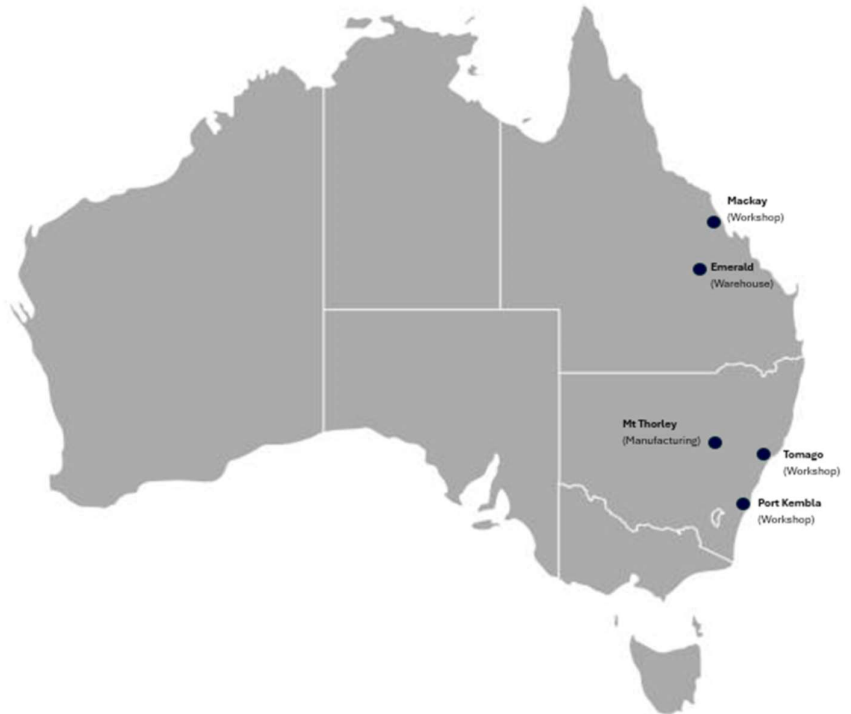 Mackay
(Workshop)
Emerald
(Warehouse)
Mt Thorley
(Manufacturing)
Tomago
(Workshop)
Port Kembla
(Workshop)